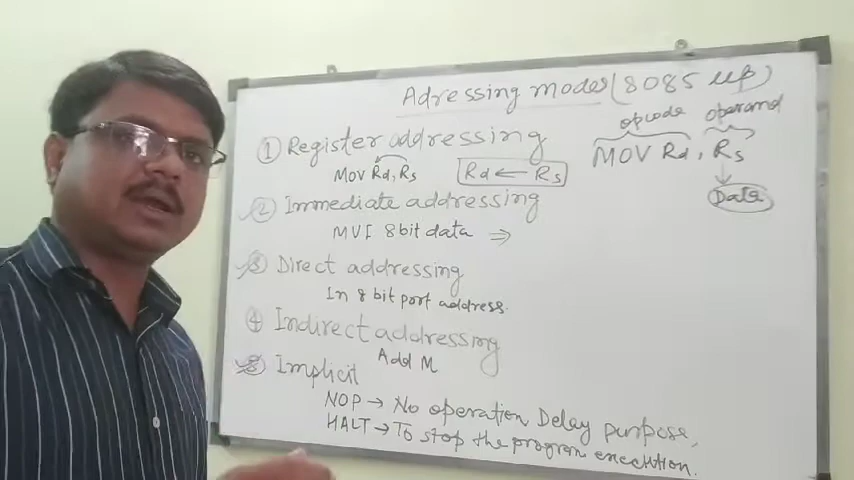 Adressing modes (8085 up)
opcode operand
① Register addressing
MOV Rd, Rs
MOV Rd, Rs
Rd ← Rs
Data
② Immediate addressing
MVI 8bit data ⇒
③ Direct addressing
In 8 bit port address.
④ Indirect addressing
Add M
⑤ Implicit
NOP → No operation Delay purpose,
HALT → To stop the program execution.